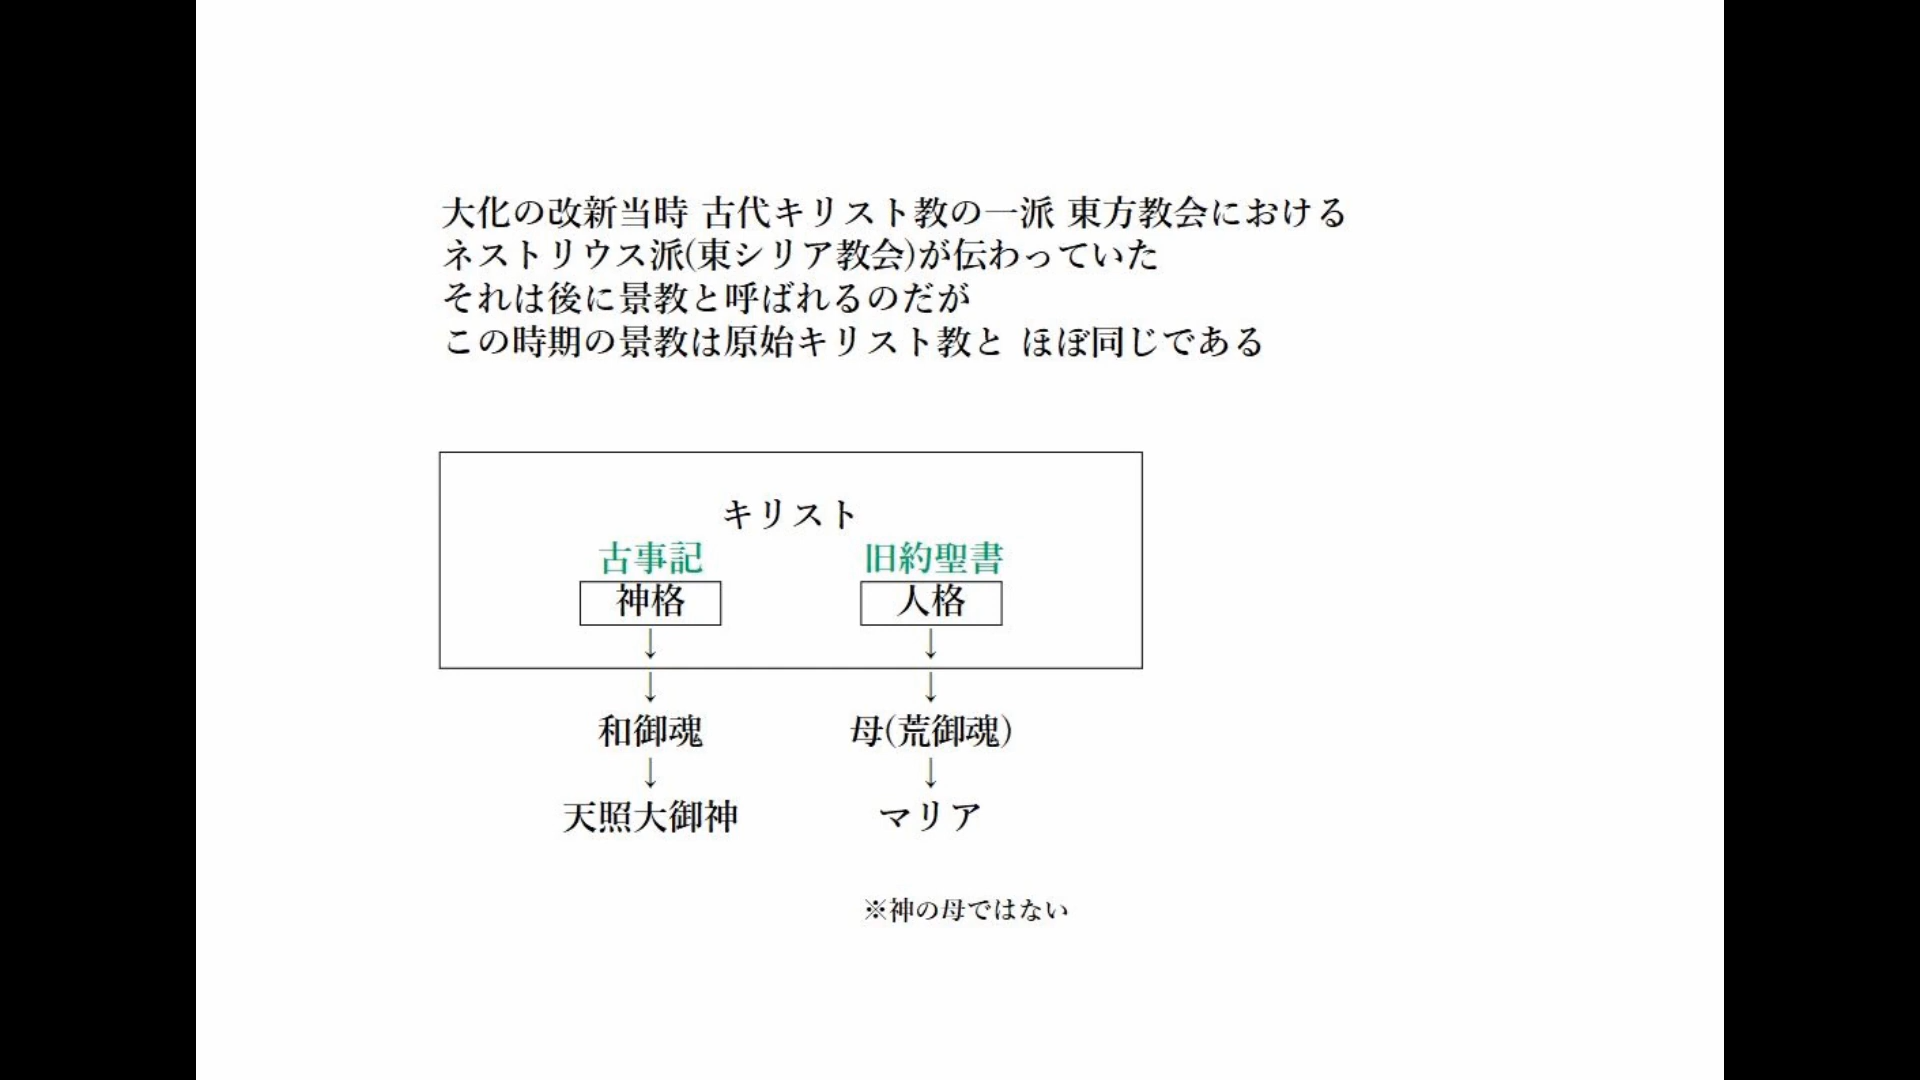 大化の改新当時 古代キリスト教の一派 東方教会における
ネストリウス派(東シリア教会)が伝わっていた
それは後に景教と呼ばれるのだが
この時期の景教は原始キリスト教と ほぼ同じである
キリスト
古事記 旧約聖書
神格 人格
↓ ↓
↓ ↓
和御魂 母(荒御魂)
↓ ↓
天照大御神 マリア
※神の母ではない